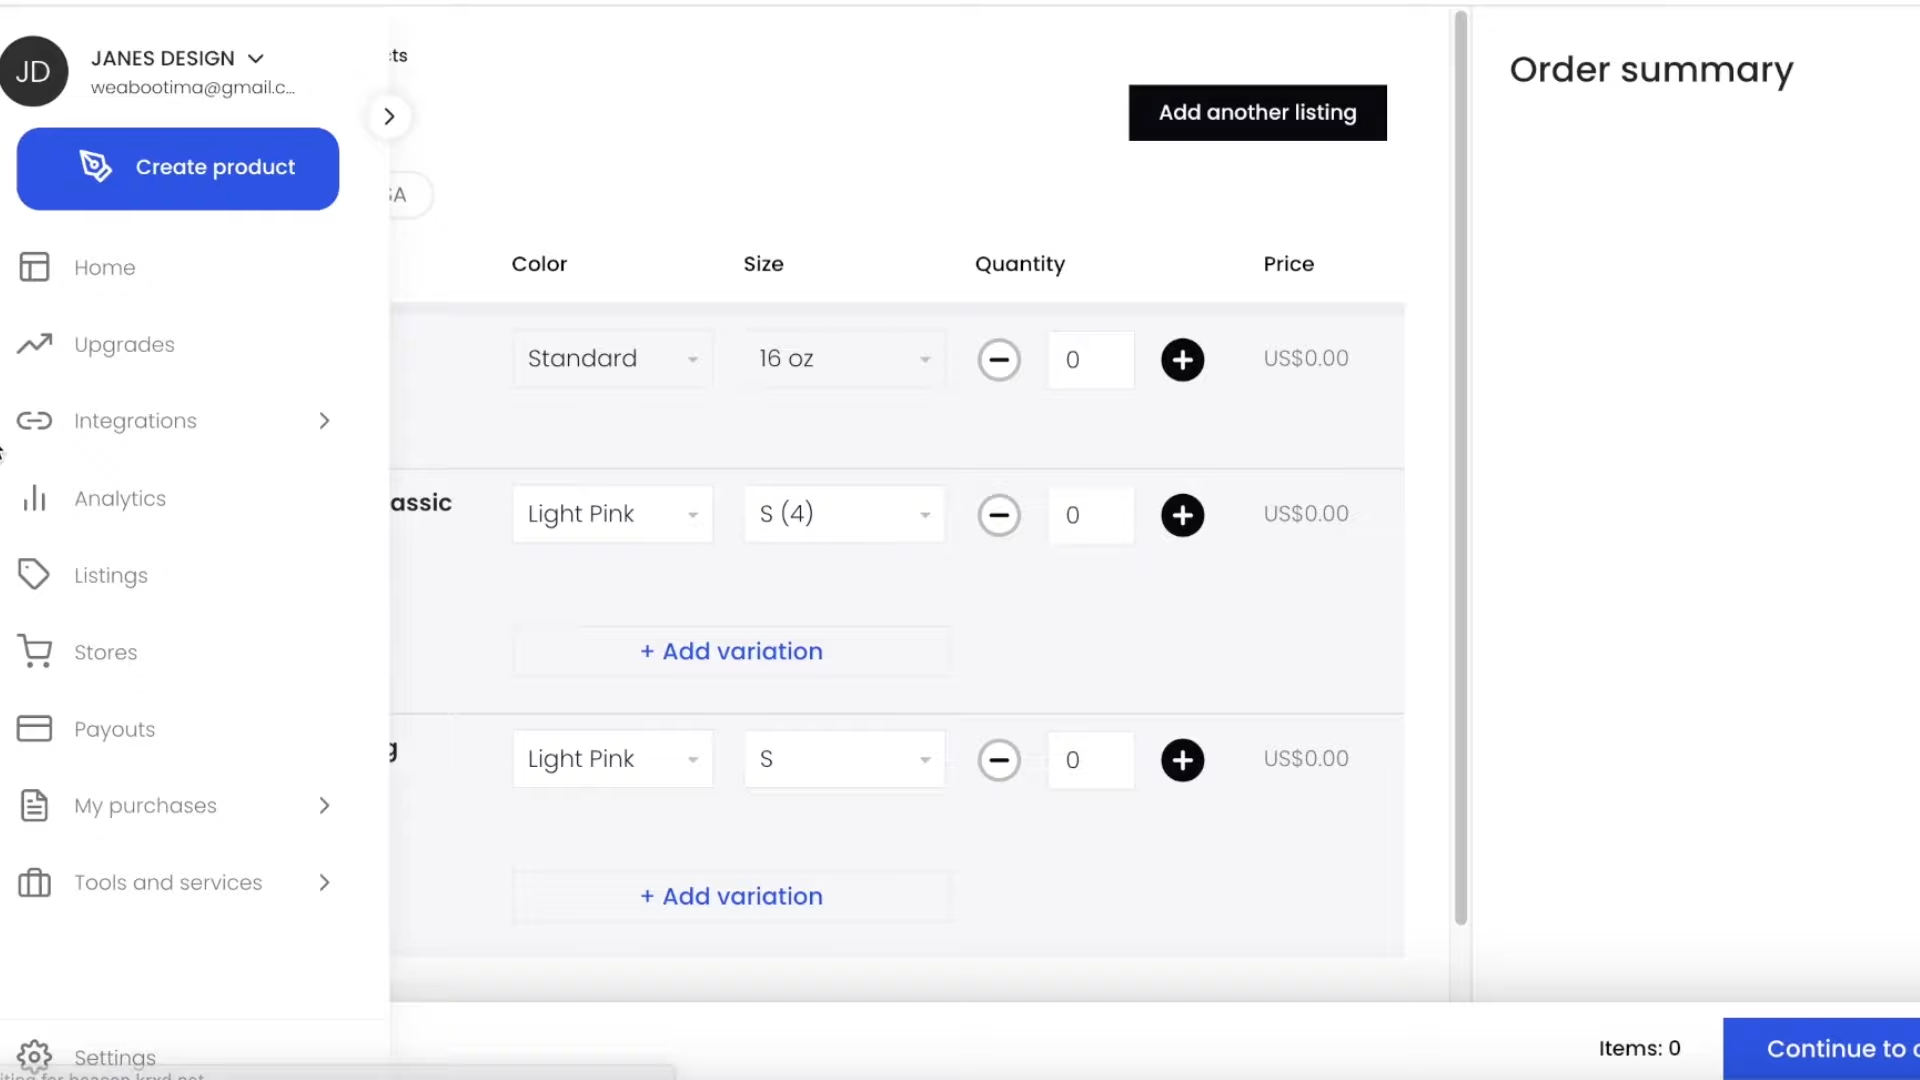 JD
JANES DESIGN
weabootima@gmail.c...
Create product
Home
Upgrades
Integrations
Analytics
Listings
Stores
Payouts
My purchases
Tools and services
Settings
Add another listing
Color Size Quantity Price
Standard 16 oz 0 US$0.00
Light Pink S (4) 0 US$0.00
+ Add variation
Light Pink S 0 US$0.00
+ Add variation
Order summary
Items: 0
Continue to